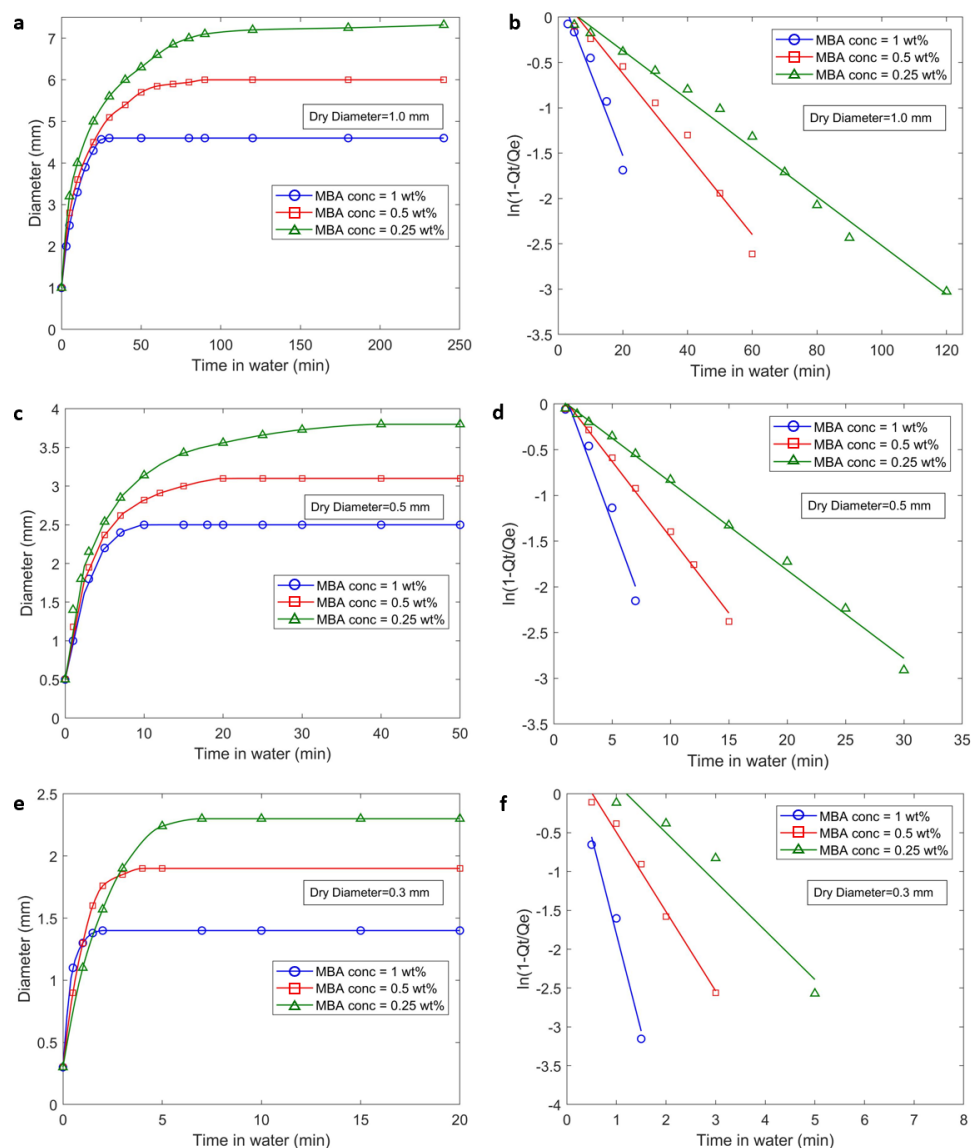 a
7
6
5
4
3
2
1
0
Diameter (mm)
Dry Diameter=1.0 mm
MBA conc = 1 wt%
MBA conc = 0.5 wt%
MBA conc = 0.25 wt%
0 50 100 150 200 250
Time in water (min)
b
0
-0.5
-1
-1.5
-2
-2.5
-3
-3.5
ln(1-Qt/Qe)
MBA conc = 1 wt%
MBA conc = 0.5 wt%
MBA conc = 0.25 wt%
Dry Diameter=1.0 mm
0 20 40 60 80 100 120
Time in water (min)
c
4
3.5
3
2.5
2
1.5
1
0.5
0
Diameter (mm)
Dry Diameter=0.5 mm
MBA conc = 1 wt%
MBA conc = 0.5 wt%
MBA conc = 0.25 wt%
0 10 20 30 40 50
Time in water (min)
d
0
-0.5
-1
-1.5
-2
-2.5
-3
-3.5
ln(1-Qt/Qe)
MBA conc = 1 wt%
MBA conc = 0.5 wt%
MBA conc = 0.25 wt%
Dry Diameter=0.5 mm
0 5 10 15 20 25 30 35
Time in water (min)
e
2.5
2
1.5
1
0.5
0
Diameter (mm)
Dry Diameter=0.3 mm
MBA conc = 1 wt%
MBA conc = 0.5 wt%
MBA conc = 0.25 wt%
0 5 10 15 20
Time in water (min)
f
0
-0.5
-1
-1.5
-2
-2.5
-3
-3.5
-4
ln(1-Qt/Qe)
MBA conc = 1 wt%
MBA conc = 0.5 wt%
MBA conc = 0.25 wt%
Dry Diameter=0.3 mm
0 1 2 3 4 5 6 7 8
Time in water (min)